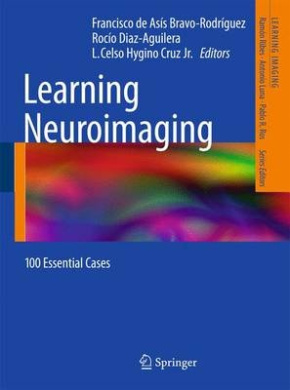 Francisco de Asís Bravo-Rodríguez
Rocío Diaz-Aguilera
L. Celso Hygino Cruz Jr. Editors
LEARNING IMAGING
Ramón Ribes · Antonio Luna · Pablo R. Ros
Series Editors
Learning
Neuroimaging
100 Essential Cases
Springer